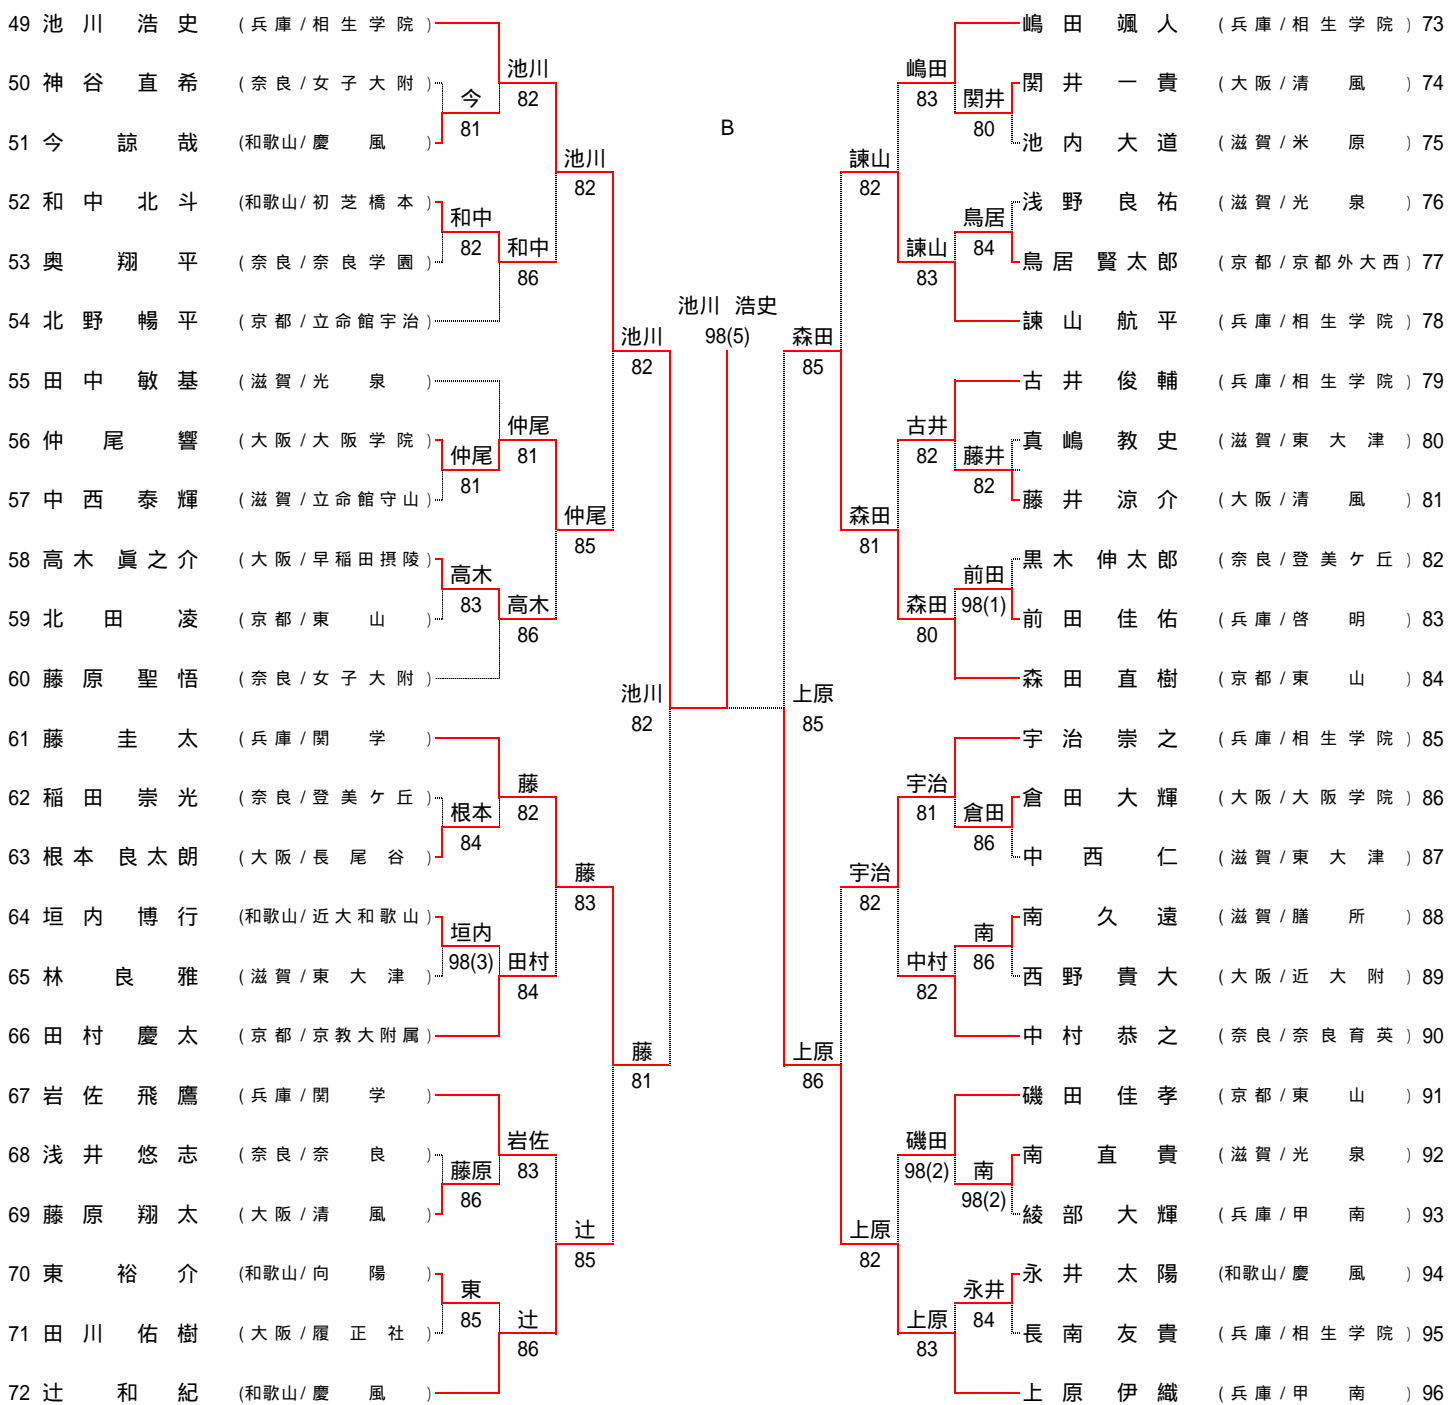 49 池川 浩史 (兵庫/相生学院)
50 神谷 直希 (奈良/女子大附)
51 今 諒哉 (和歌山/慶風)
52 和中 北斗 (和歌山/初芝橋本)
53 奥 翔平 (奈良/奈良学園)
54 北野 暢平 (京都/立命館宇治)
55 田中 敏基 (滋賀/光泉)
56 仲尾 響 (大阪/大阪学院)
57 中西 泰輝 (滋賀/立命館守山)
58 高木 眞之介 (大阪/早稲田摂陵)
59 北田 凌 (京都/東山)
60 藤原 聖悟 (奈良/女子大附)
61 藤 圭太 (兵庫/関学)
62 稲田 崇光 (奈良/登美ケ丘)
63 根本 良太朗 (大阪/長尾谷)
64 垣内 博行 (和歌山/近大和歌山)
65 林 良雅 (滋賀/東大津)
66 田村 慶太 (京都/京教大附属)
67 岩佐 飛鷹 (兵庫/関学)
68 浅井 悠志 (奈良/奈良)
69 藤原 翔太 (大阪/清風)
70 東 裕介 (和歌山/向陽)
71 田川 佑樹 (大阪/履正社)
72 辻 和紀 (和歌山/慶風)
今
81
和中
82
仲尾
81
高木
83
根本
84
垣内
98(3)
藤原
86
東
85
池川
82
和中
86
仲尾
81
高木
86
藤
82
田村
84
岩佐
83
辻
86
池川
82
仲尾
85
藤
83
辻
85
池川
82
藤
81
池川
82
B
池川 浩史
98(5)
上原
85
森田
85
上原
86
諌山
82
森田
81
宇治
82
上原
82
嶋田
83
諌山
83
古井
82
森田
80
宇治
81
中村
82
磯田
98(2)
上原
83
関井
80
鳥居
84
藤井
82
前田
98(1)
倉田
86
南
86
南
98(2)
永井
84
嶋田 颯人 (兵庫/相生学院) 73
関井 一貴 (大阪/清風) 74
池内 大道 (滋賀/米原) 75
浅野 良祐 (滋賀/光泉) 76
鳥居 賢太郎 (京都/京都外大西) 77
諌山 航平 (兵庫/相生学院) 78
古井 俊輔 (兵庫/相生学院) 79
真嶋 教史 (滋賀/東大津) 80
藤井 涼介 (大阪/清風) 81
黒木 伸太郎 (奈良/登美ケ丘) 82
前田 佳佑 (兵庫/啓明) 83
森田 直樹 (京都/東山) 84
宇治 崇之 (兵庫/相生学院) 85
倉田 大輝 (大阪/大阪学院) 86
中西 仁 (滋賀/東大津) 87
南 久遠 (滋賀/膳所) 88
西野 貴大 (大阪/近大附) 89
中村 恭之 (奈良/奈良育英) 90
磯田 佳孝 (京都/東山) 91
南 直貴 (滋賀/光泉) 92
綾部 大輝 (兵庫/甲南) 93
永井 太陽 (和歌山/慶風) 94
長南 友貴 (兵庫/相生学院) 95
上原 伊織 (兵庫/甲南) 96